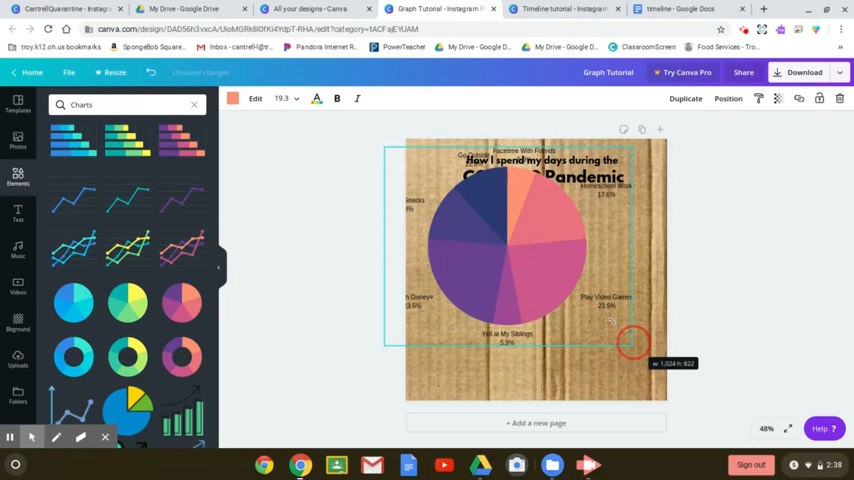 CantrellQuarantine - Instagra
My Drive - Google Drive
All your designs - Canva
Graph Tutorial - Instagram P
Timeline tutorial - Instagram
timeline - Google Docs
canva.com/design/DAD56h3vxcA/UioMGRk8l0fKi4YdpT-RHA/edit?category=tACFajEYUAM
troy.k12.oh.us bookmarks
SpongeBob Square...
Inbox - cantrell-h@tr...
Pandora Internet R...
PowerTeacher
My Drive - Google D...
My Drive - Google D...
ClassroomScreen
Food Services - Tro...
Home
File
Resize
Unsaved changes
Graph Tutorial
Try Canva Pro
Share
Download
Templates
Photos
Elements
Text
Music
Videos
Bkground
Uploads
Folders
Charts
Edit
19.3
A
B
I
Duplicate
Position
How I spend my days during the
Pandemic
Facetime With Friends
Go Outside
Homeschool Work
17.6%
Snacks
8%
h Disney+
23.5%
Play Video Games
23.5%
Yell at My Siblings
5.9%
w: 1,024 h: 822
+ Add a new page
48%
Help ?
Sign out
2:38